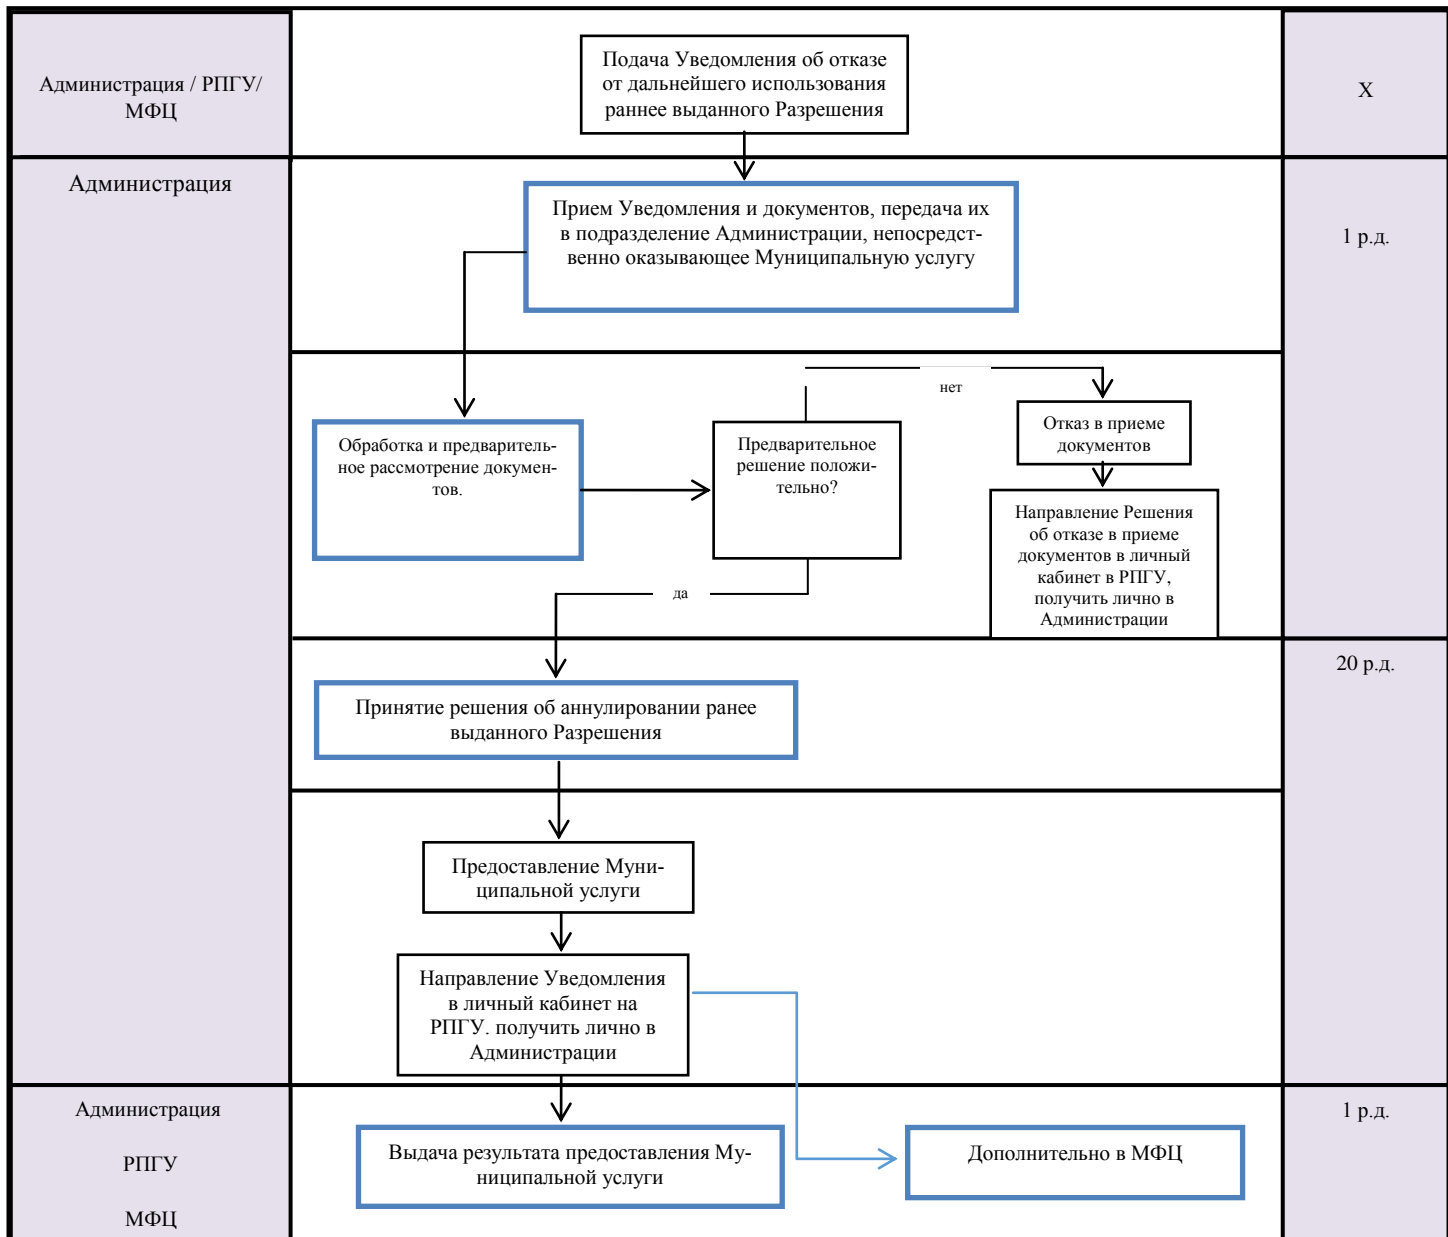 Администрация / РПГУ/
МФЦ
Подача Уведомления об отказе
от дальнейшего использования
раннее выданного Разрешения
X
Администрация
Прием Уведомления и документов, передача их
в подразделение Администрации, непосредст-
венно оказывающее Муниципальную услугу
1 р.д.
нет
Обработка и предваритель-
ное рассмотрение докумен-
тов.
Предварительное
решение положи-
тельно?
Отказ в приеме
документов
Направление Решения
об отказе в приеме
документов в личный
кабинет в РПГУ,
получить лично в
Администрации
да
20 р.д.
Принятие решения об аннулировании ранее
выданного Разрешения
Предоставление Муни-
ципальной услуги
Направление Уведомления
в личный кабинет на
РПГУ. получить лично в
Администрации
Администрация
РПГУ
МФЦ
Выдача результата предоставления Му-
ниципальной услуги
Дополнительно в МФЦ
1 р.д.